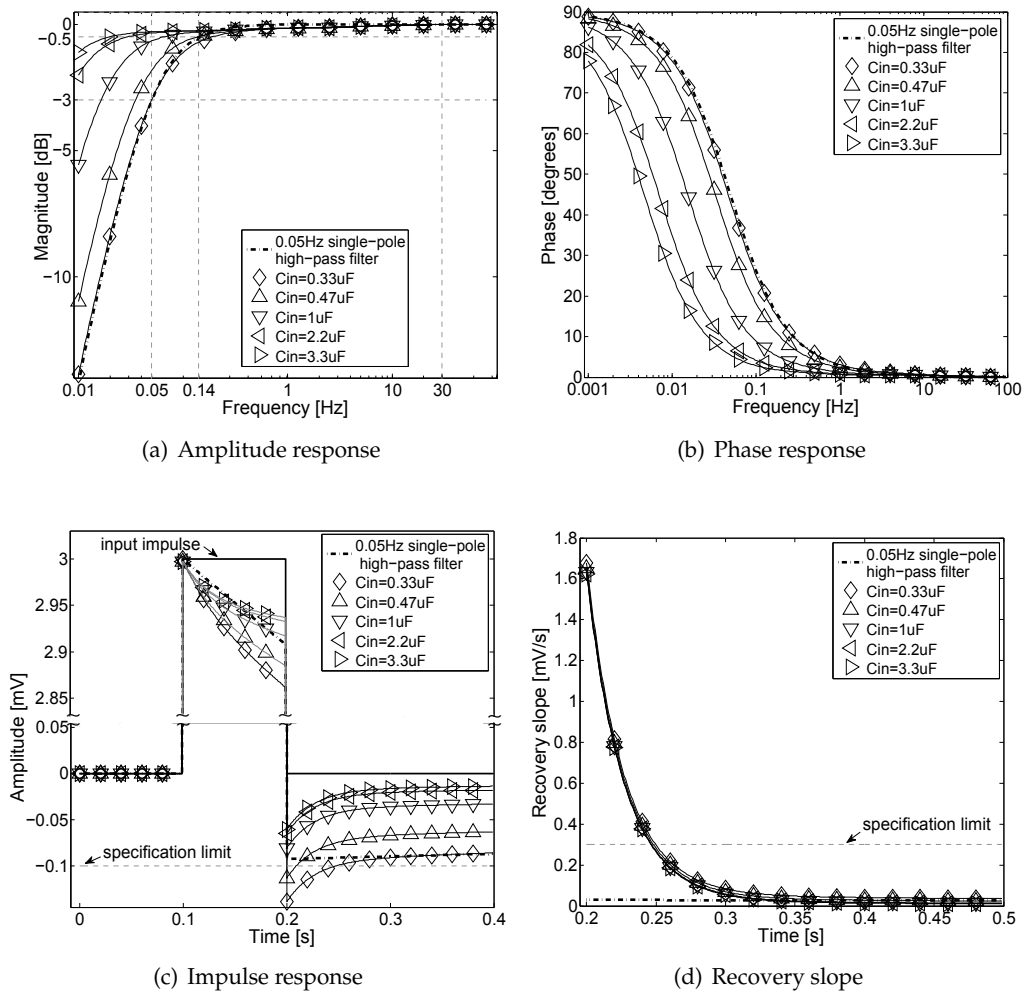 0
−0.5
−3
−5
−10
Magnitude [dB]
0.01
0.05
0.14
1
10
30
Frequency [Hz]
0.05Hz single−pole
high−pass filter
Cin=0.33uF
Cin=0.47uF
Cin=1uF
Cin=2.2uF
Cin=3.3uF
(a) Amplitude response
90
80
70
60
50
40
30
20
10
0
Phase [degrees]
0.001
0.01
0.1
1
10
100
Frequency [Hz]
0.05Hz single−pole
high−pass filter
Cin=0.33uF
Cin=0.47uF
Cin=1uF
Cin=2.2uF
Cin=3.3uF
(b) Phase response
3
2.95
2.9
2.85
0.05
0
−0.05
−0.1
Amplitude [mV]
input impulse
specification limit
0
0.1
0.2
0.3
0.4
Time [s]
0.05Hz single−pole
high−pass filter
Cin=0.33uF
Cin=0.47uF
Cin=1uF
Cin=2.2uF
Cin=3.3uF
(c) Impulse response
1.8
1.6
1.4
1.2
1
0.8
0.6
0.4
0.2
0
Recovery slope [mV/s]
specification limit
0.2
0.25
0.3
0.35
0.4
0.45
0.5
Time [s]
0.05Hz single−pole
high−pass filter
Cin=0.33uF
Cin=0.47uF
Cin=1uF
Cin=2.2uF
Cin=3.3uF
(d) Recovery slope